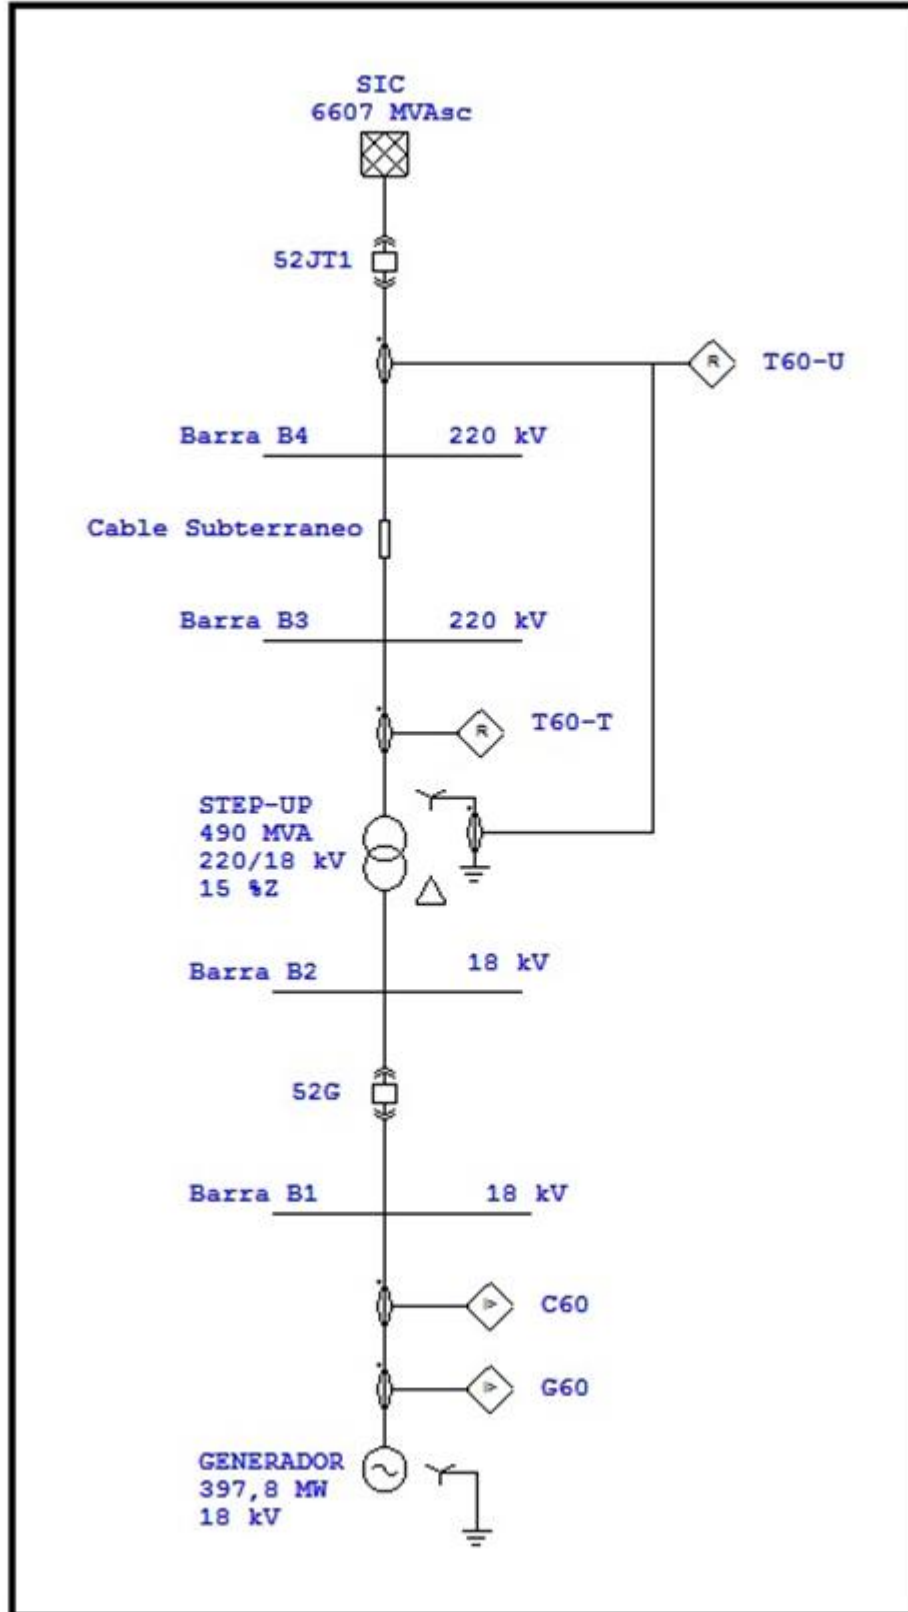 SIC
6607 MVAsc
52JT1
R
T60-U
Barra B4
220 kV
Cable Subterraneo
Barra B3
220 kV
R
T60-T
STEP-UP
490 MVA
220/18 kV
15 %Z
Barra B2
18 kV
52G
Barra B1
18 kV
C60
G60
GENERADOR
397,8 MW
18 kV